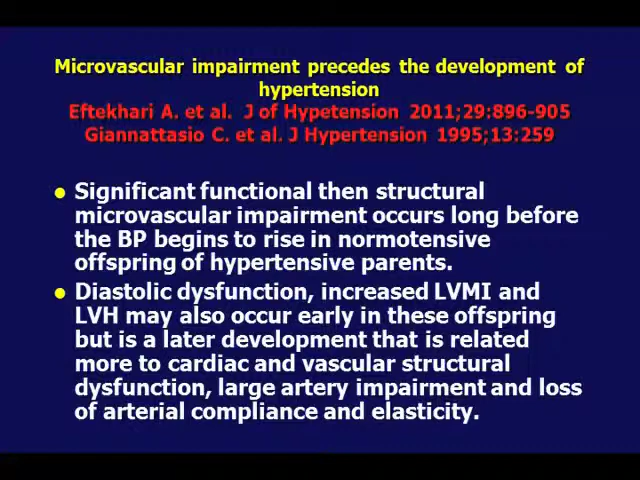 Microvascular impairment precedes the development of
hypertension
Eftekhari A. et al. J of Hypetension 2011;29:896-905
Giannattasio C. et al. J Hypertension 1995;13:259
● Significant functional then structural
microvascular impairment occurs long before
the BP begins to rise in normotensive
offspring of hypertensive parents.
● Diastolic dysfunction, increased LVMI and
LVH may also occur early in these offspring
but is a later development that is related
more to cardiac and vascular structural
dysfunction, large artery impairment and loss
of arterial compliance and elasticity.